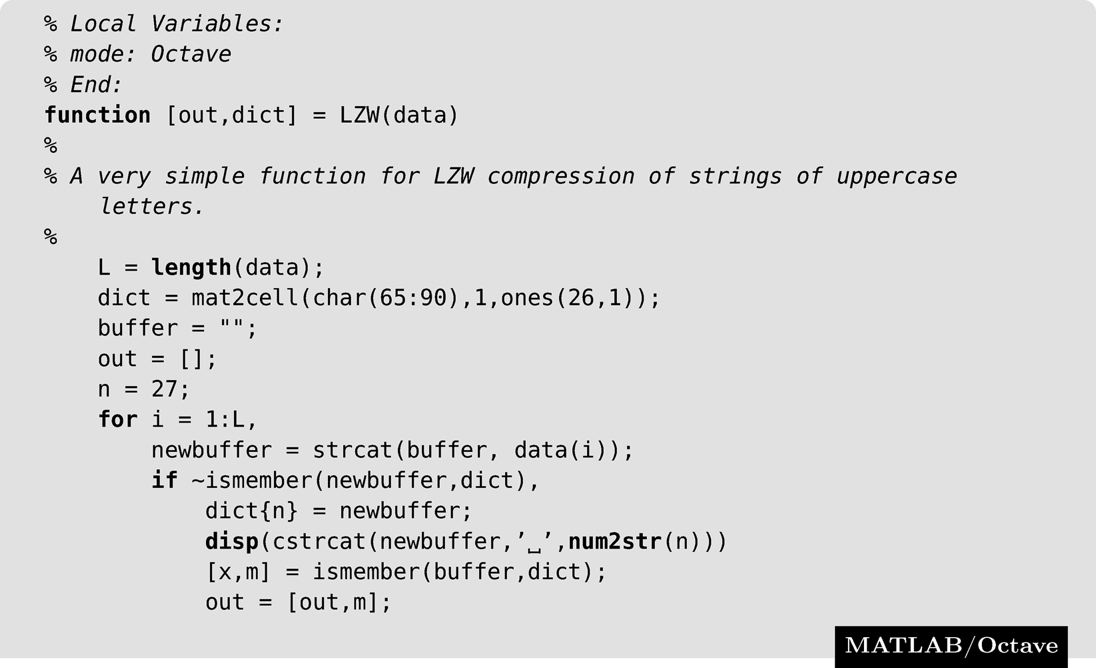 % Local Variables:
% mode: Octave
% End:
function [out,dict] = LZW(data)
%
% A very simple function for LZW compression of strings of uppercase
letters.
%
L = length(data);
dict = mat2cell(char(65:90),1,ones(26,1));
buffer = "";
out = [];
n = 27;
for i = 1:L,
newbuffer = strcat(buffer, data(i));
if ~ismember(newbuffer,dict),
dict{n} = newbuffer;
disp(cstrcat(newbuffer,’␣’,num2str(n)))
[x,m] = ismember(buffer,dict);
out = [out,m];
MATLAB/Octave